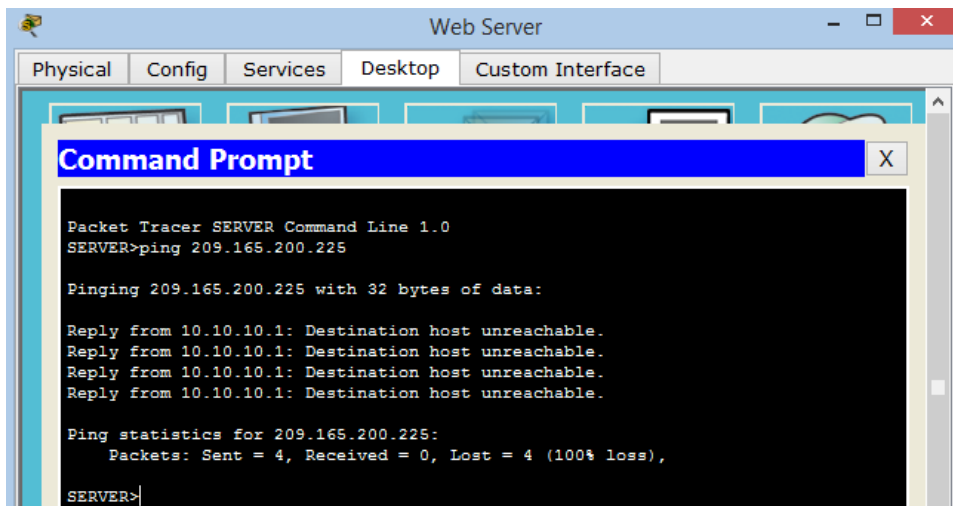 Web Server
Physical Config Services Desktop Custom Interface
Command Prompt X
Packet Tracer SERVER Command Line 1.0
SERVER>ping 209.165.200.225
Pinging 209.165.200.225 with 32 bytes of data:
Reply from 10.10.10.1: Destination host unreachable.
Reply from 10.10.10.1: Destination host unreachable.
Reply from 10.10.10.1: Destination host unreachable.
Reply from 10.10.10.1: Destination host unreachable.
Ping statistics for 209.165.200.225:
Packets: Sent = 4, Received = 0, Lost = 4 (100% loss),
SERVER>